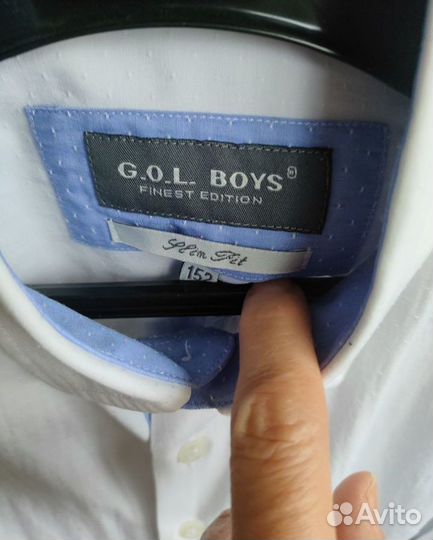 G.O.L. BOYS®
FINEST EDITION
Slim Fit
152
Avito